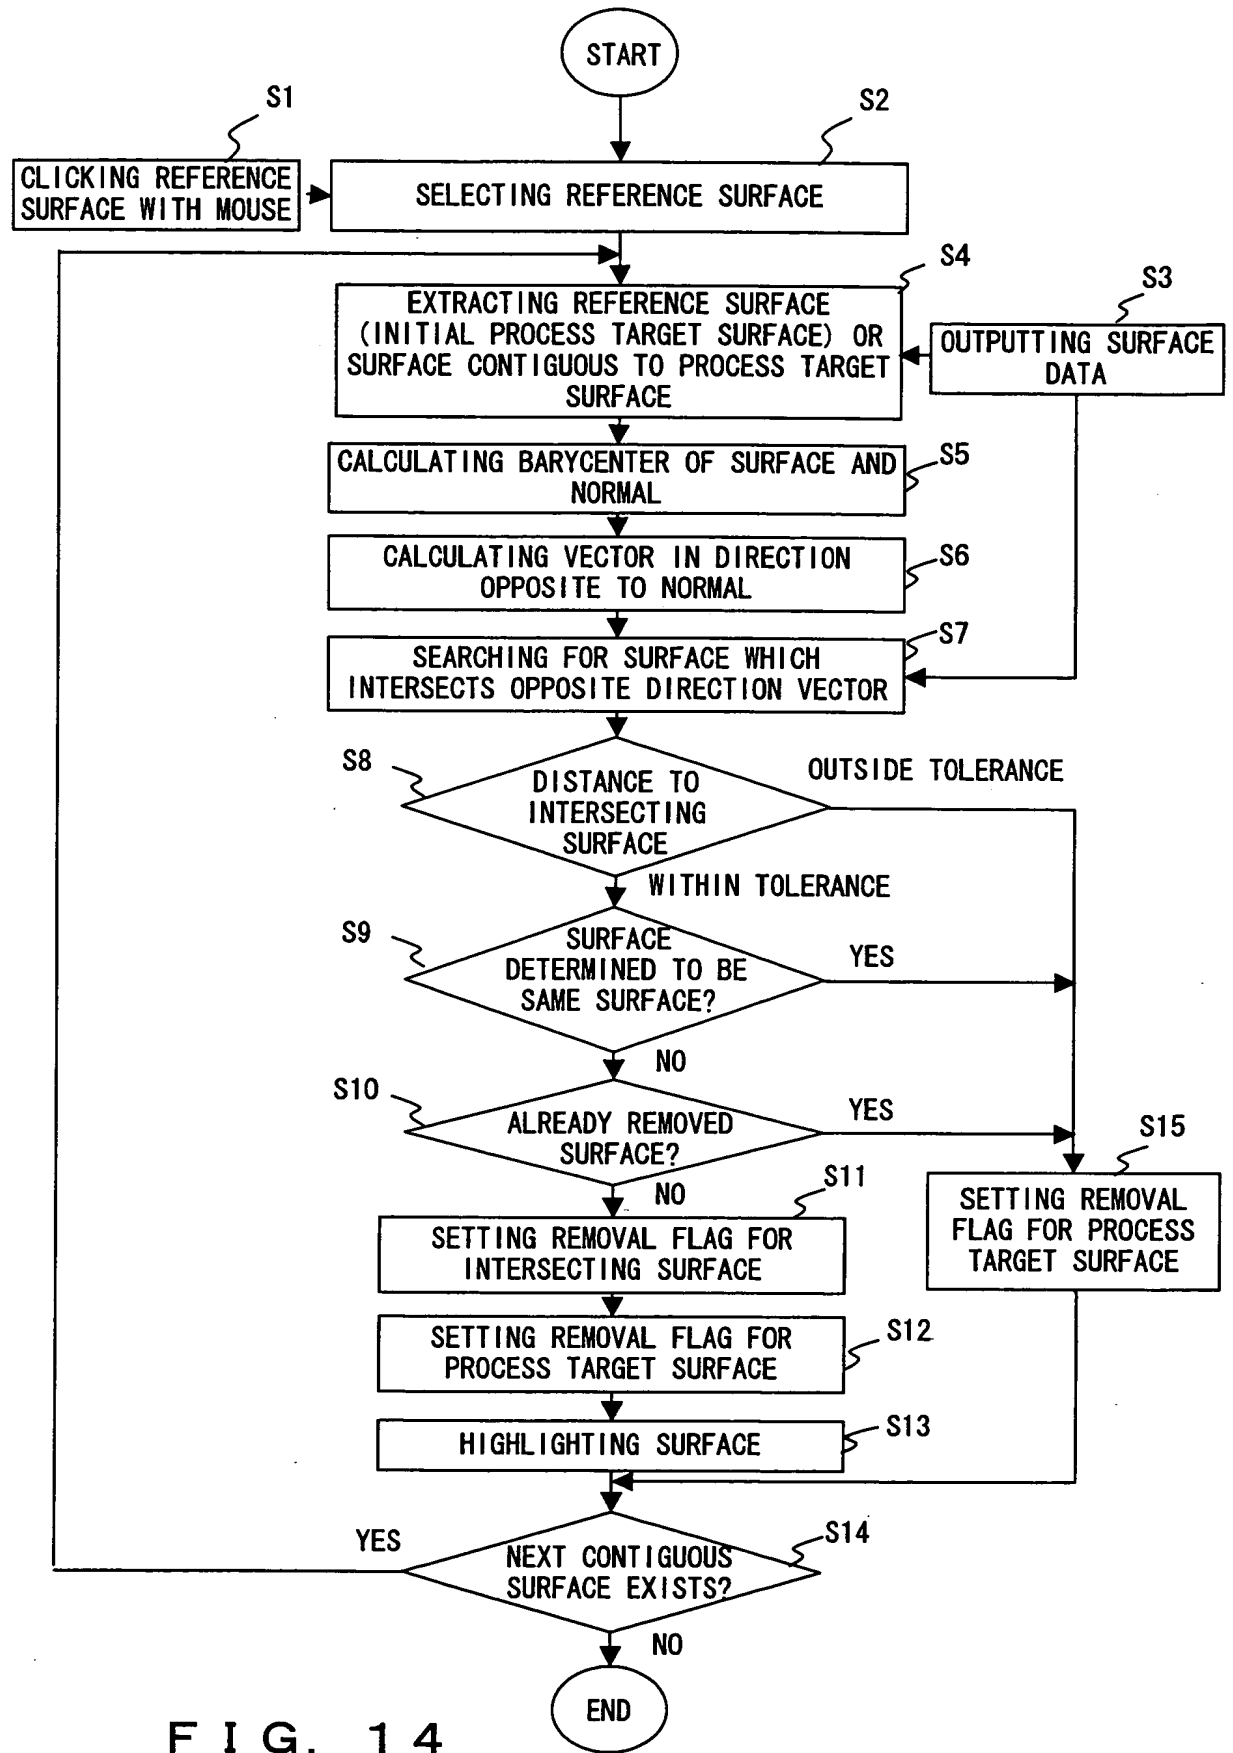 START
S1
S2
CLICKING REFERENCE
SURFACE WITH MOUSE
SELECTING REFERENCE SURFACE
S4
S3
EXTRACTING REFERENCE SURFACE
(INITIAL PROCESS TARGET SURFACE) OR
SURFACE CONTIGUOUS TO PROCESS TARGET
SURFACE
OUTPUTTING SURFACE
DATA
S5
CALCULATING BARYCENTER OF SURFACE AND
NORMAL
S6
CALCULATING VECTOR IN DIRECTION
OPPOSITE TO NORMAL
S7
SEARCHING FOR SURFACE WHICH
INTERSECTS OPPOSITE DIRECTION VECTOR
S8
DISTANCE TO
INTERSECTING
SURFACE
OUTSIDE TOLERANCE
WITHIN TOLERANCE
S9
SURFACE
DETERMINED TO BE
SAME SURFACE?
YES
NO
S10
ALREADY REMOVED
SURFACE?
YES
NO
S15
SETTING REMOVAL
FLAG FOR PROCESS
TARGET SURFACE
S11
SETTING REMOVAL FLAG FOR
INTERSECTING SURFACE
S12
SETTING REMOVAL FLAG FOR
PROCESS TARGET SURFACE
S13
HIGHLIGHTING SURFACE
S14
YES
NEXT CONTIGUOUS
SURFACE EXISTS?
NO
END
FIG. 14